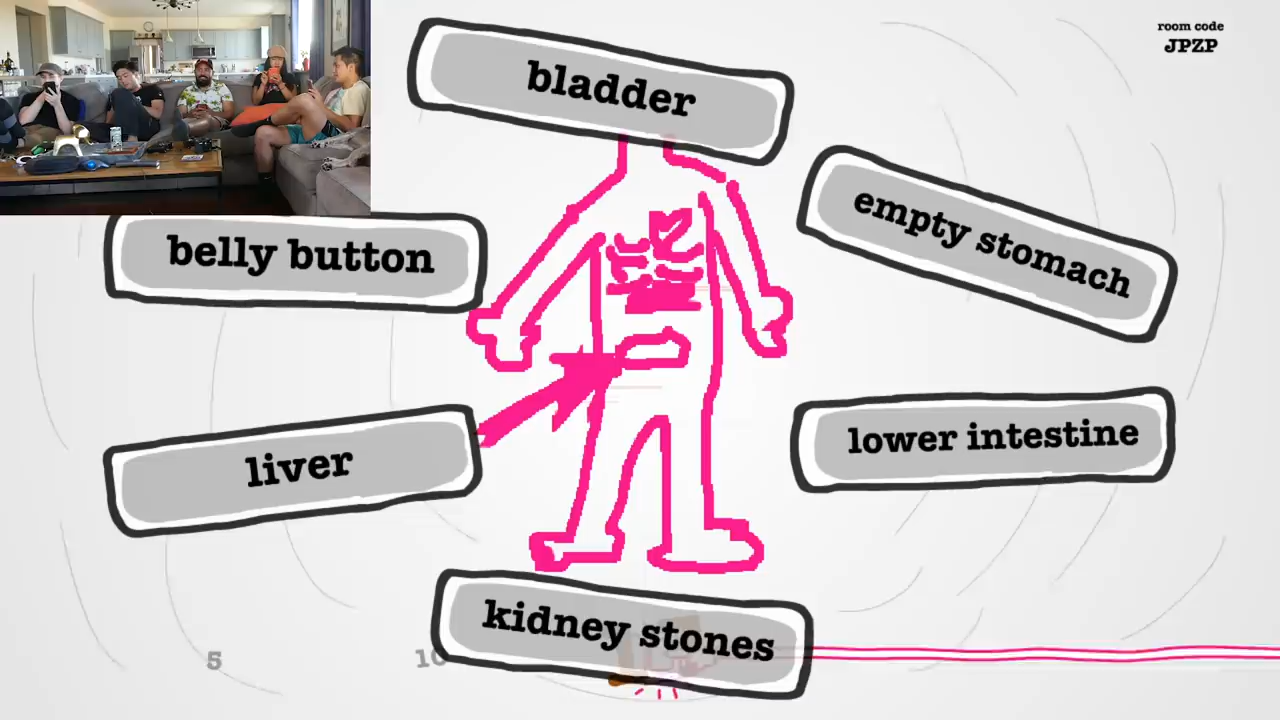 room code
JPZP
bladder
empty stomach
belly button
lower intestine
liver
kidney stones
5
10